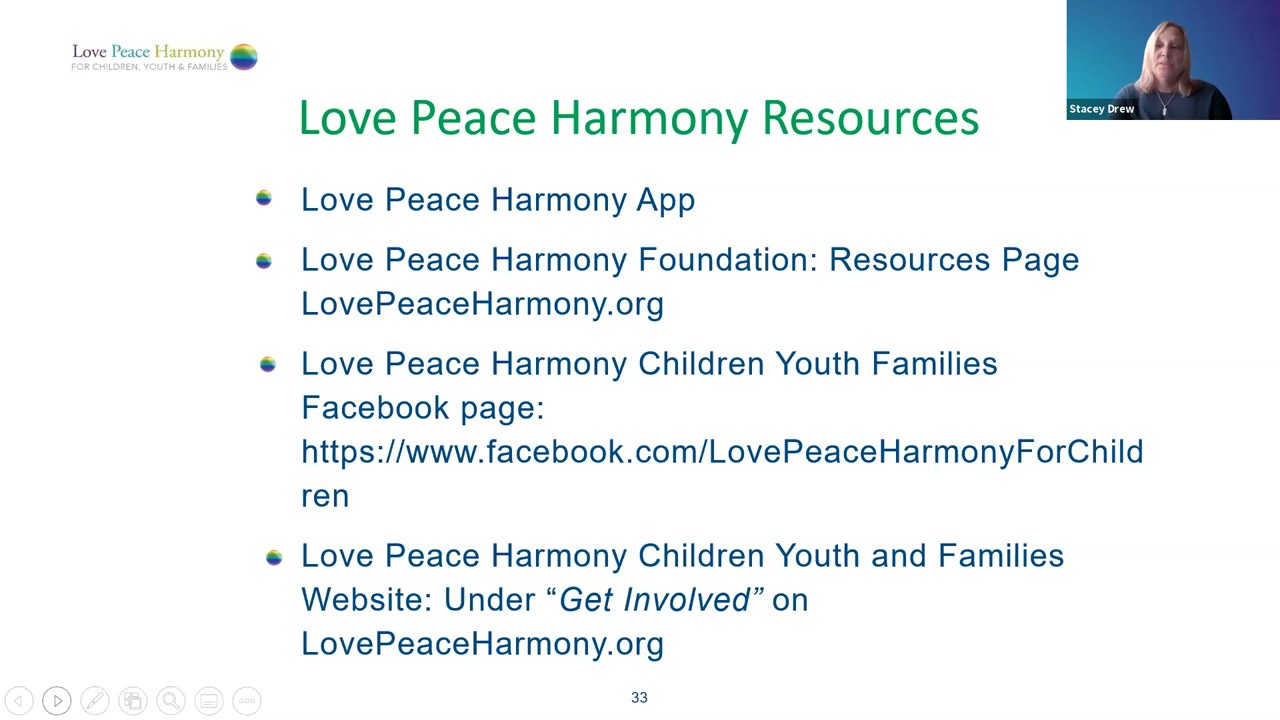 Love Peace Harmony
FOR CHILDREN, YOUTH & FAMILIES
Stacey Drew
Love Peace Harmony Resources
Love Peace Harmony App
Love Peace Harmony Foundation: Resources Page
LovePeaceHarmony.org
Love Peace Harmony Children Youth Families
Facebook page:
https://www.facebook.com/LovePeaceHarmonyForChild
ren
Love Peace Harmony Children Youth and Families
Website: Under “Get Involved” on
LovePeaceHarmony.org
33